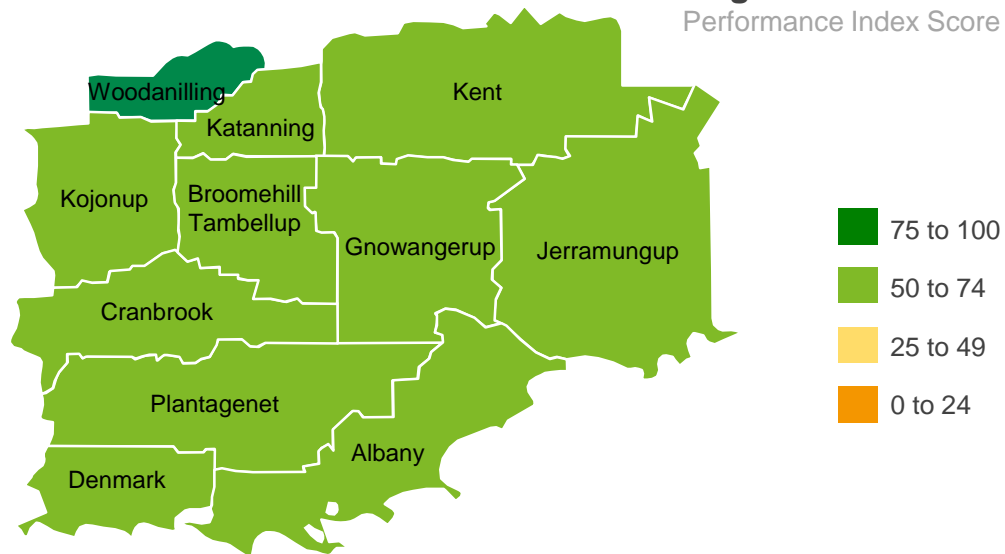 Performance Index Score
Woodanilling
Kent
Katanning
Kojonup
Broomehill
Tambellup
Gnowangerup
Jerramungup
Cranbrook
Plantagenet
Albany
Denmark
75 to 100
50 to 74
25 to 49
0 to 24